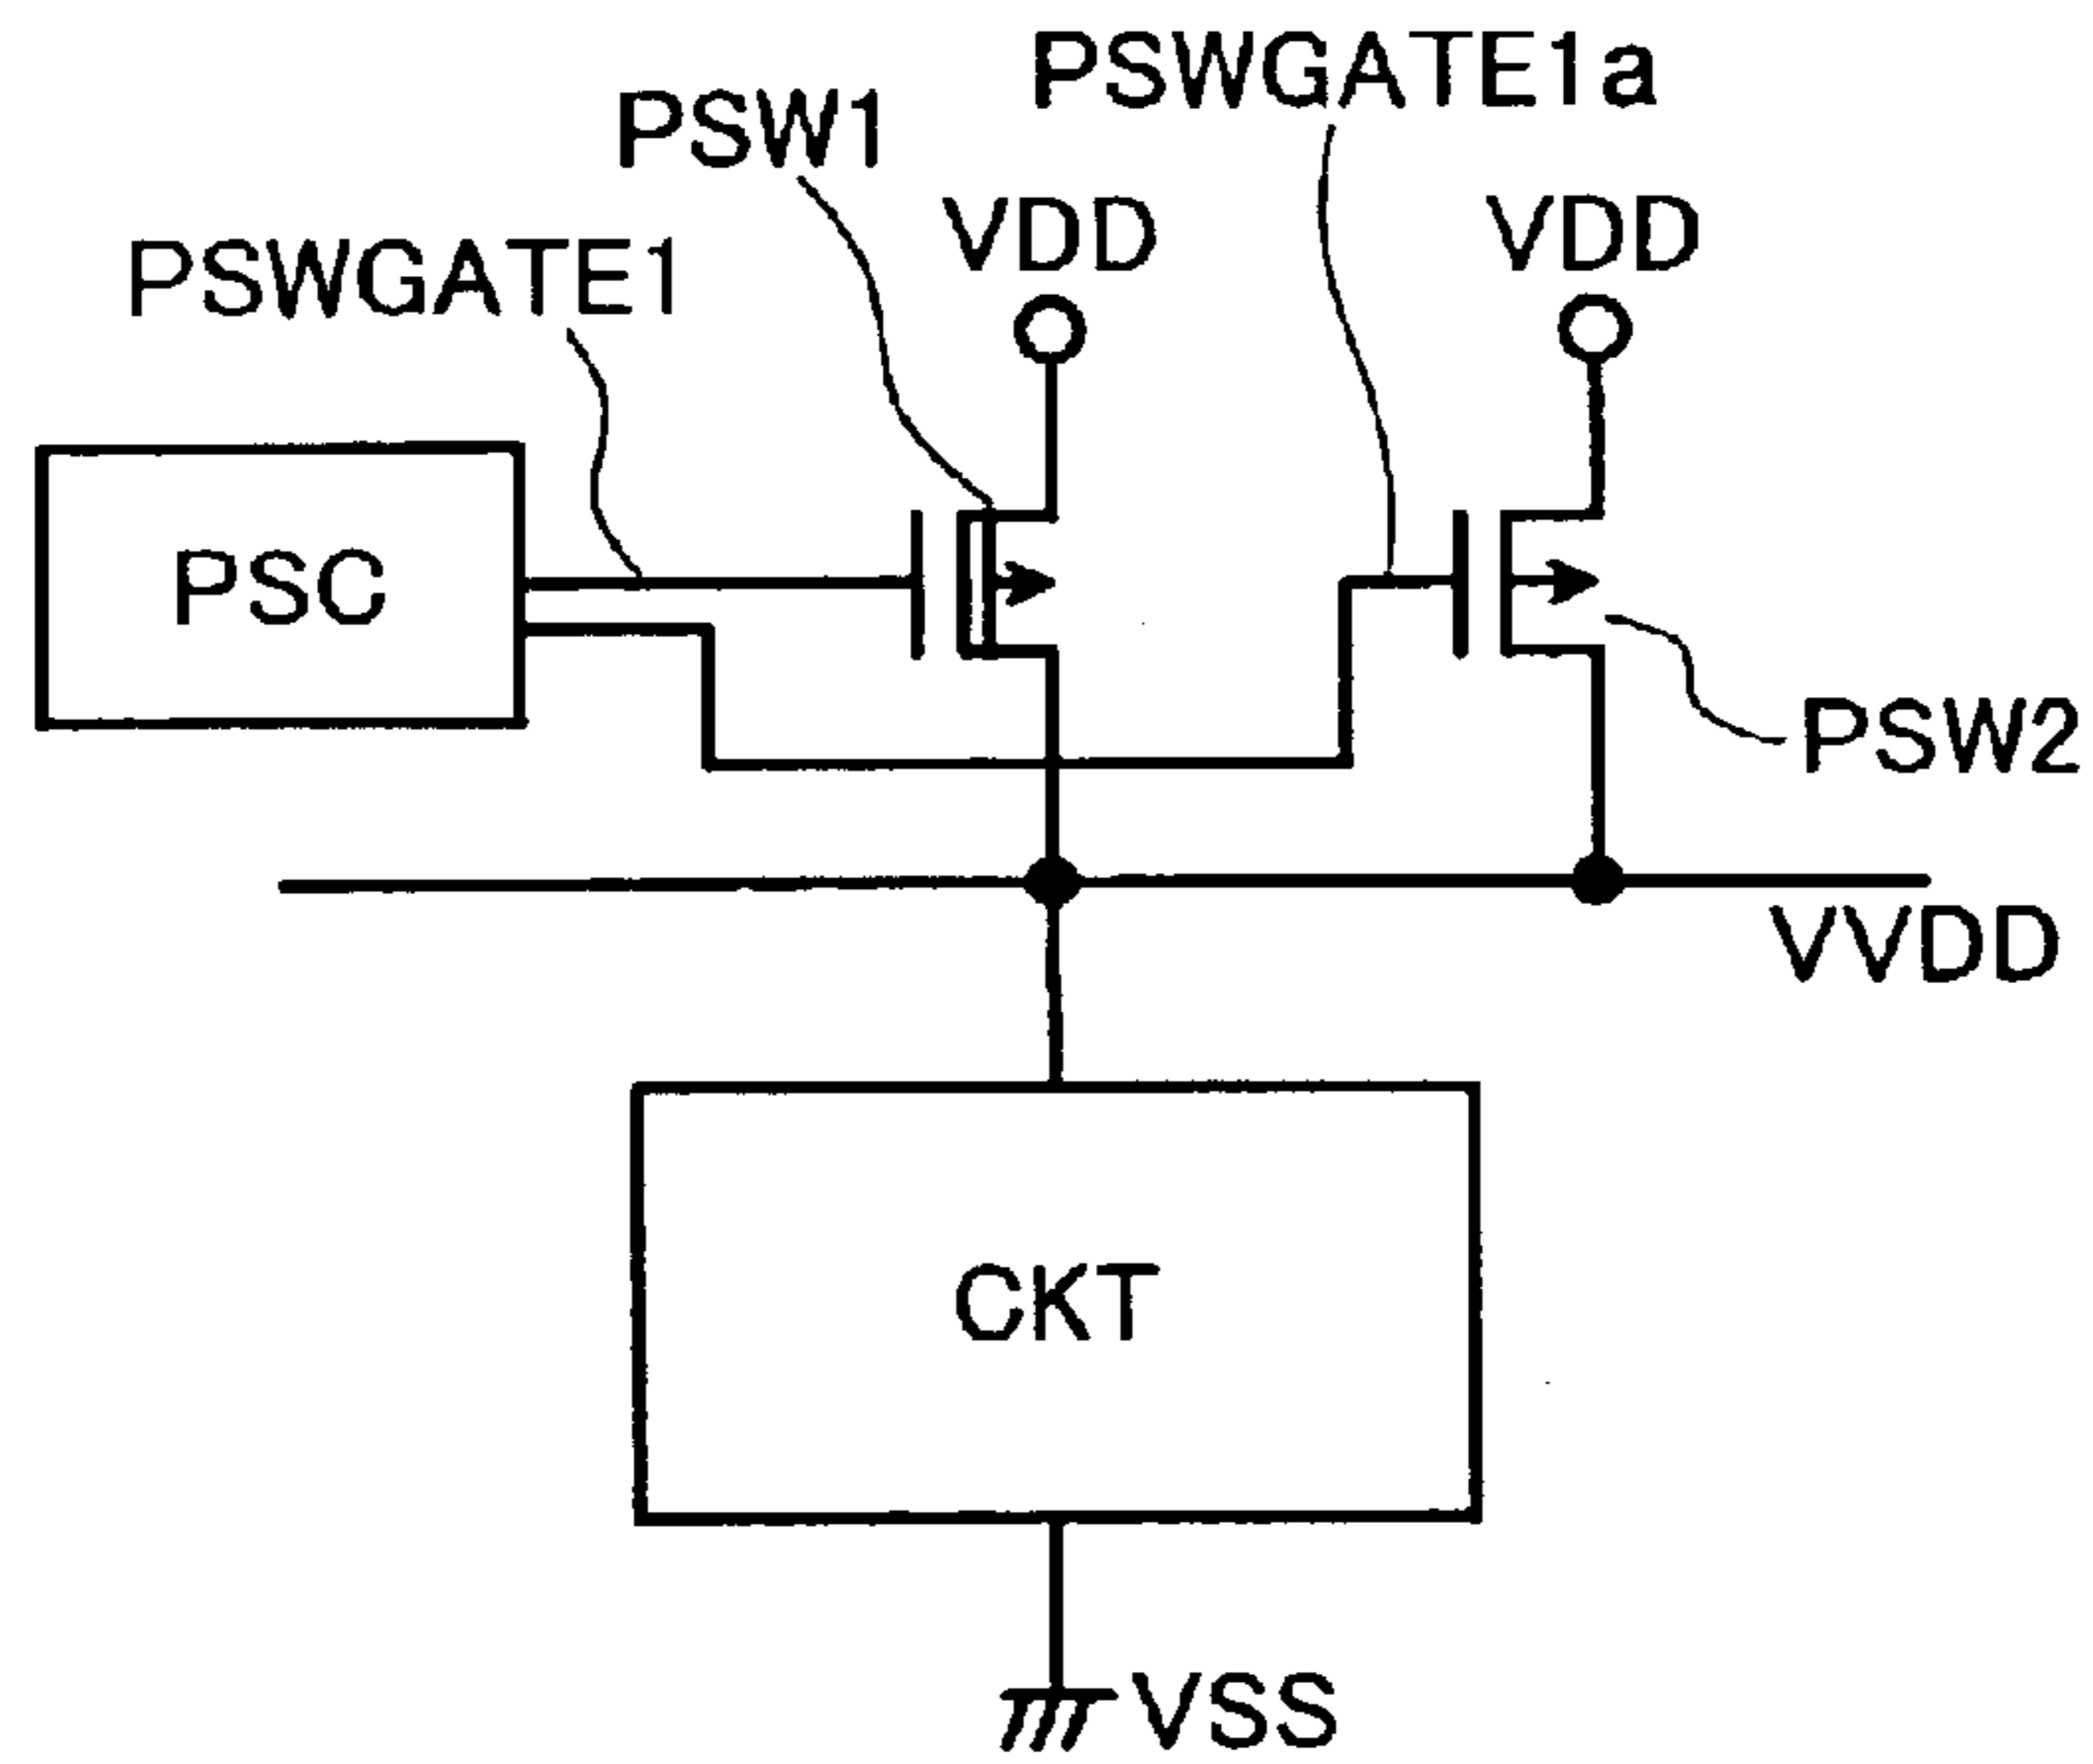 PSWGATE1a
PSW1
VDD
VDD
PSWGATE1
PSC
PSW2
VVDD
CKT
VSS